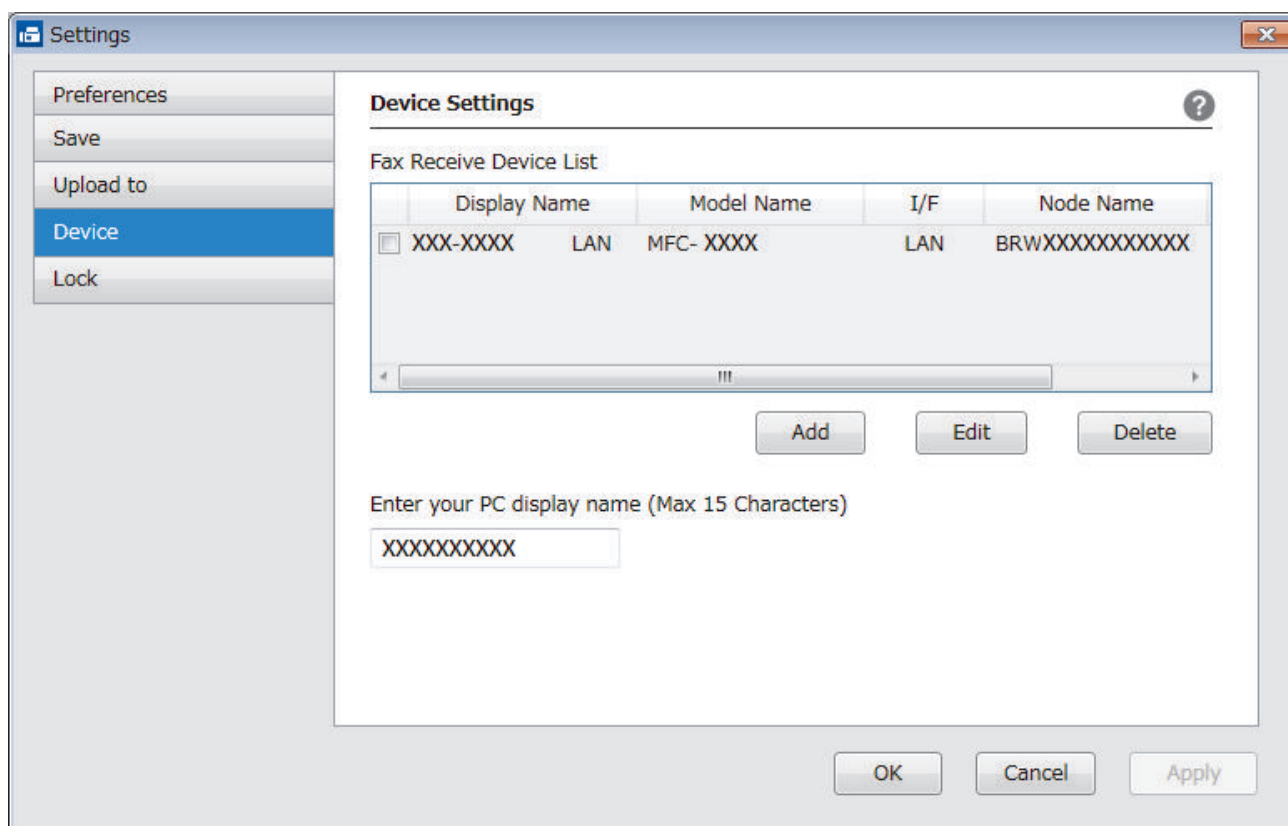 Settings
Preferences
Save
Upload to
Device
Lock
Device Settings
?
Fax Receive Device List
Display Name Model Name I/F Node Name
XXX-XXXX LAN MFC- XXXX LAN BRWXXXXXXXXXXX
Add Edit Delete
Enter your PC display name (Max 15 Characters)
XXXXXXXXXX
OK Cancel Apply